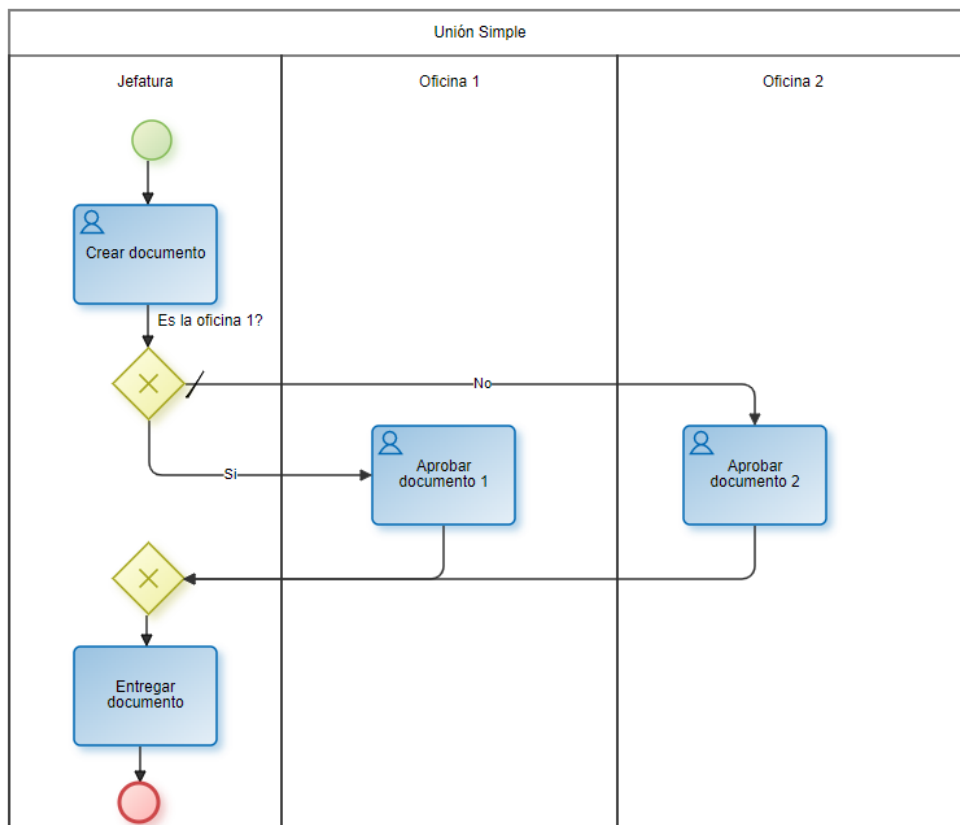 Unión Simple
Jefatura
Oficina 1
Oficina 2
Crear documento
Es la oficina 1?
No
Si
Aprobar
documento 1
Aprobar
documento 2
Entregar
documento